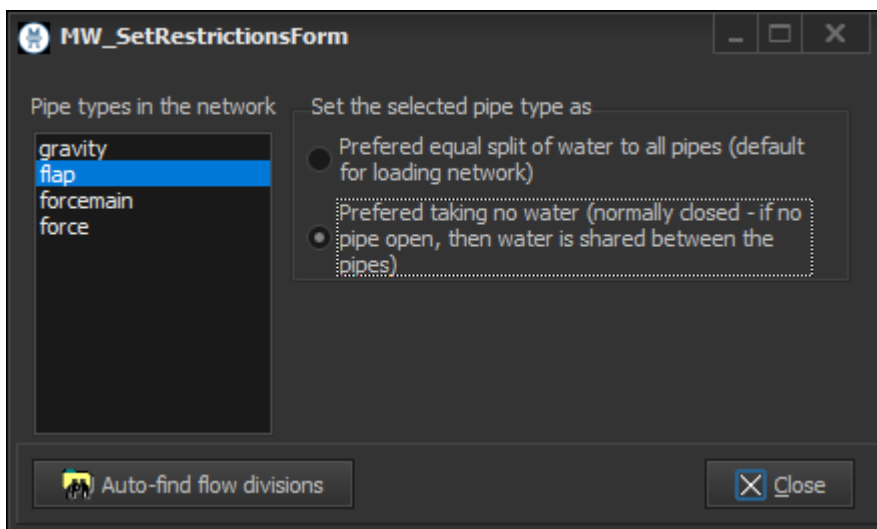 MW_SetRestrictionsForm
Pipe types in the network
gravity
flap
forcemain
force
Set the selected pipe type as
Prefered equal split of water to all pipes (default
for loading network)
Prefered taking no water (normally closed - if no
pipe open, then water is shared between the
pipes)
Auto-find flow divisions
Close